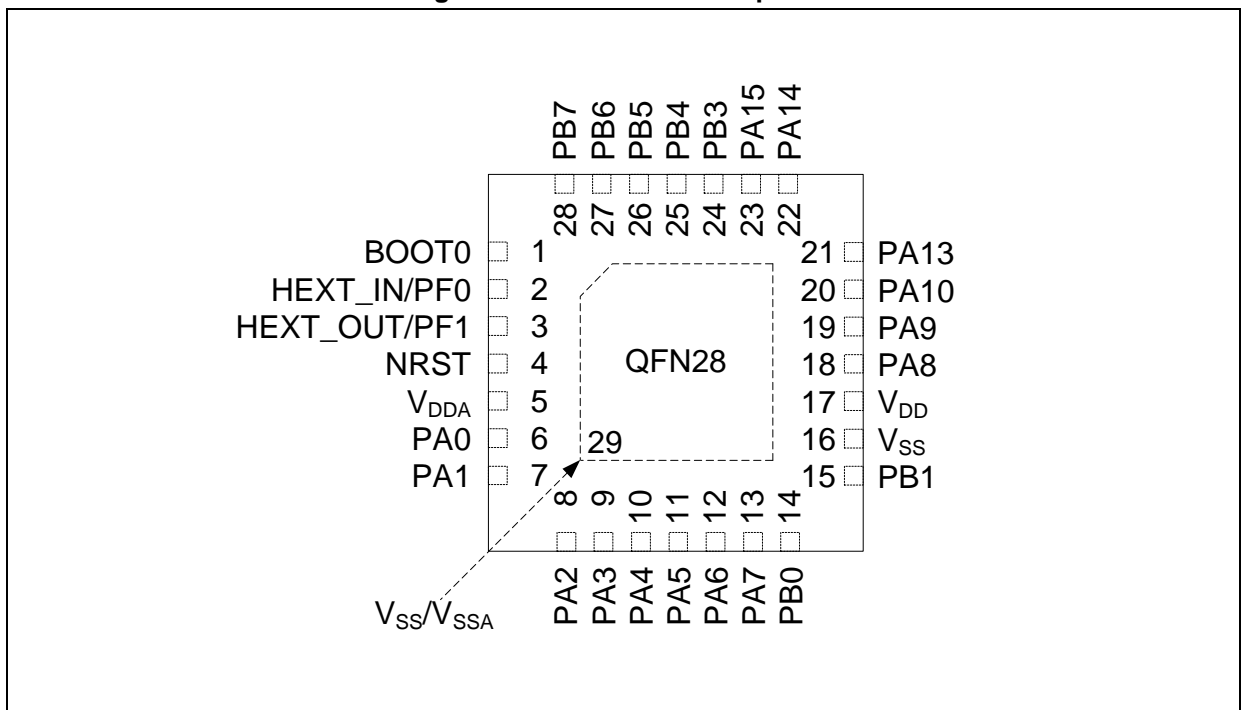 PB7 PB6 PB5 PB4 PB3 PA15 PA14
28 27 26 25 24 23 22
BOOT0 1 21 PA13
HEXT_IN/PF0 2 20 PA10
HEXT_OUT/PF1 3 19 PA9
NRST 4 QFN28 18 PA8
VDDA 5 17 VDD
PA0 6 29 16 VSS
PA1 7 15 PB1
8 9 10 11 12 13 14
PA2 PA3 PA4 PA5 PA6 PA7 PB0
VSS/VSSA